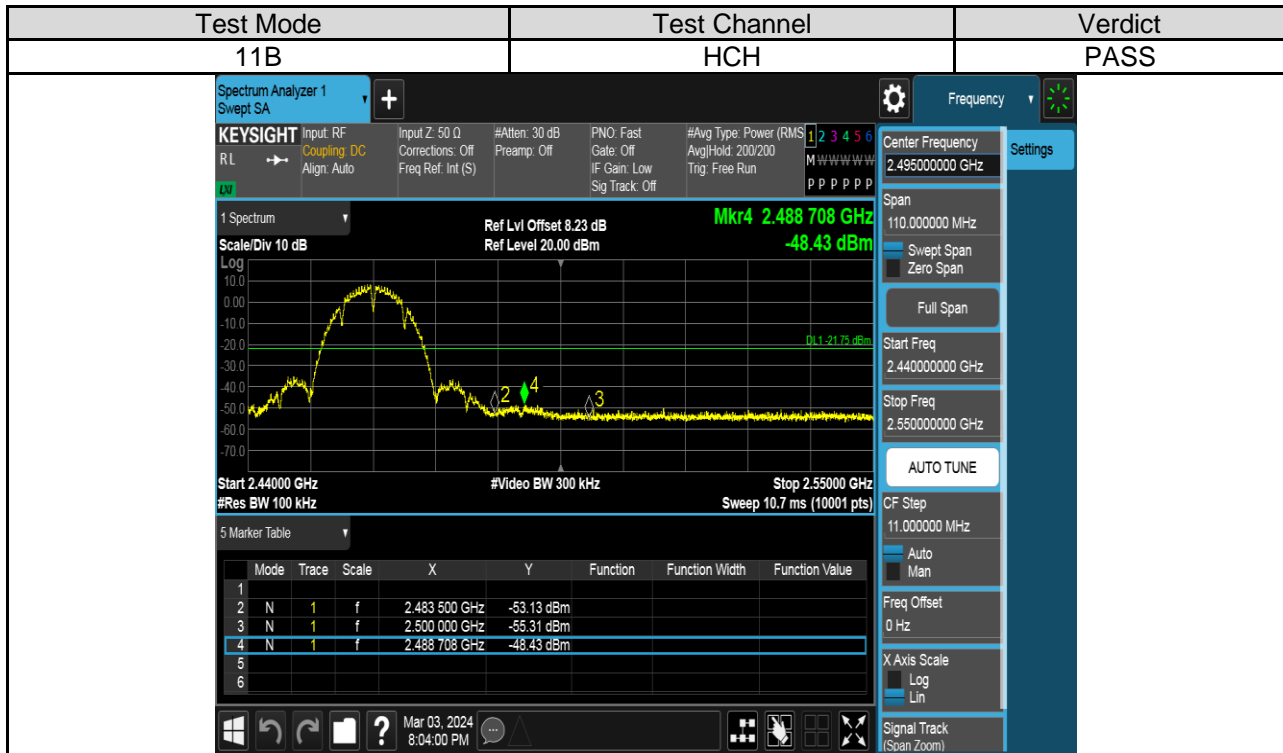 Test Mode Test Channel Verdict
11B HCH PASS
Spectrum Analyzer 1
Swept SA
+
Frequency
KEYSIGHT
RL
LXI
Input: RF
Coupling: DC
Align: Auto
Input Z: 50 Ω
Corrections: Off
Freq Ref: Int (S)
#Atten: 30 dB
Preamp: Off
PNO: Fast
Gate: Off
IF Gain: Low
Sig Track: Off
#Avg Type: Power (RMS
Avg|Hold: 200/200
Trig: Free Run
1 2 3 4 5 6
M W W W W W
P P P P P P
1 Spectrum
Scale/Div 10 dB
Ref Lvl Offset 8.23 dB
Ref Level 20.00 dBm
Mkr4 2.488 708 GHz
-48.43 dBm
Log
10.0
0.00
-10.0
-20.0
-30.0
-40.0
-50.0
-60.0
-70.0
DL1 -21.75 dBm
2
4
3
Start 2.44000 GHz #Video BW 300 kHz Stop 2.55000 GHz
#Res BW 100 kHz Sweep 10.7 ms (10001 pts)
5 Marker Table
Mode Trace Scale X Y Function Function Width Function Value
1
2 N 1 f 2.483 500 GHz -53.13 dBm
3 N 1 f 2.500 000 GHz -55.31 dBm
4 N 1 f 2.488 708 GHz -48.43 dBm
5
6
?
Mar 03, 2024
8:04:00 PM
Center Frequency
2.495000000 GHz
Settings
Span
110.000000 MHz
Swept Span
Zero Span
Full Span
Start Freq
2.440000000 GHz
Stop Freq
2.550000000 GHz
AUTO TUNE
CF Step
11.000000 MHz
Auto
Man
Freq Offset
0 Hz
X Axis Scale
Log
Lin
Signal Track
(Span Zoom)